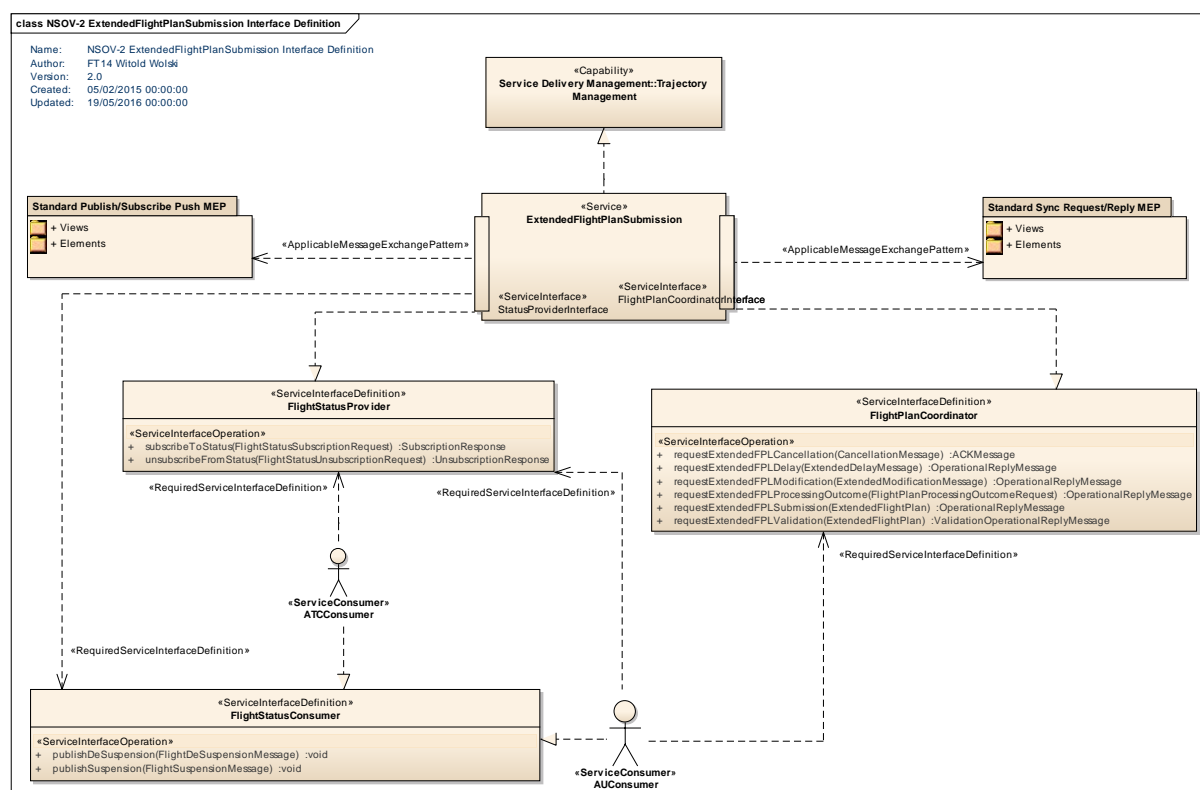 class NSOV-2 ExtendedFlightPlanSubmission Interface Definition
Name: NSOV-2 ExtendedFlightPlanSubmission Interface Definition
Author: FT14 Witold Wolski
Version: 2.0
Created: 05/02/2015 00:00:00
Updated: 19/05/2016 00:00:00
«Capability»
Service Delivery Management::Trajectory
Management
Standard Publish/Subscribe Push MEP
+ Views
+ Elements
«ApplicableMessageExchangePattern»
«Service»
ExtendedFlightPlanSubmission
«ServiceInterface»
StatusProviderInterface
«ServiceInterface»
FlightPlanCoordinatorInterface
«ApplicableMessageExchangePattern»
Standard Sync Request/Reply MEP
+ Views
+ Elements
«ServiceInterfaceDefinition»
FlightStatusProvider
«ServiceInterfaceOperation»
+ subscribeToStatus(FlightStatusSubscriptionRequest) :SubscriptionResponse
+ unsubscribeFromStatus(FlightStatusUnsubscriptionRequest) :UnsubscriptionResponse
«ServiceInterfaceDefinition»
FlightPlanCoordinator
«ServiceInterfaceOperation»
+ requestExtendedFPLCancellation(CancellationMessage) :ACKMessage
+ requestExtendedFPLDelay(ExtendedDelayMessage) :OperationalReplyMessage
+ requestExtendedFPLModification(ExtendedModificationMessage) :OperationalReplyMessage
+ requestExtendedFPLProcessingOutcome(FlightPlanProcessingOutcomeRequest) :OperationalReplyMessage
+ requestExtendedFPLSubmission(ExtendedFlightPlan) :OperationalReplyMessage
+ requestExtendedFPLValidation(ExtendedFlightPlan) :ValidationOperationalReplyMessage
«RequiredServiceInterfaceDefinition»
«RequiredServiceInterfaceDefinition»
«RequiredServiceInterfaceDefinition»
«ServiceConsumer»
ATCConsumer
«RequiredServiceInterfaceDefinition»
«ServiceInterfaceDefinition»
FlightStatusConsumer
«ServiceInterfaceOperation»
+ publishDeSuspension(FlightDeSuspensionMessage) :void
+ publishSuspension(FlightSuspensionMessage) :void
«ServiceConsumer»
AUConsumer